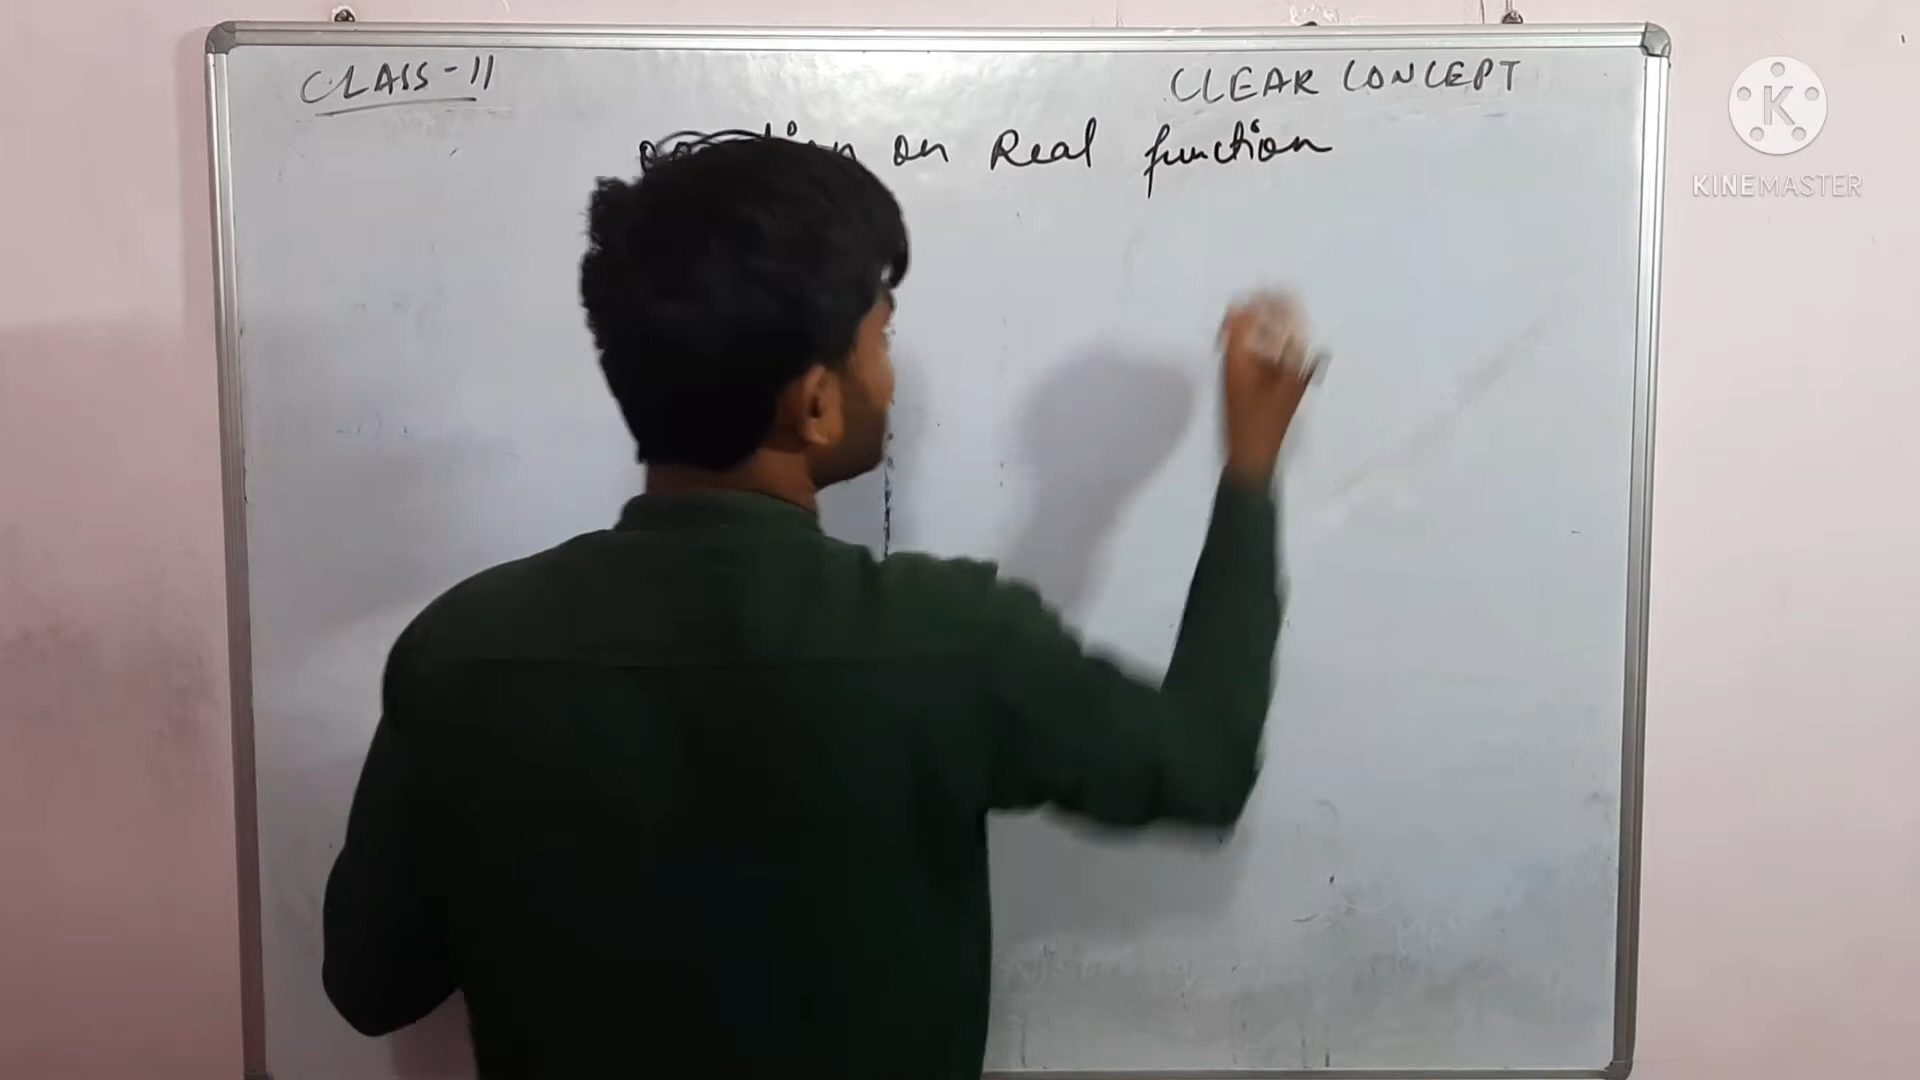 CLASS-11
CLEAR CONCEPT
on Real function
K
KINEMASTER